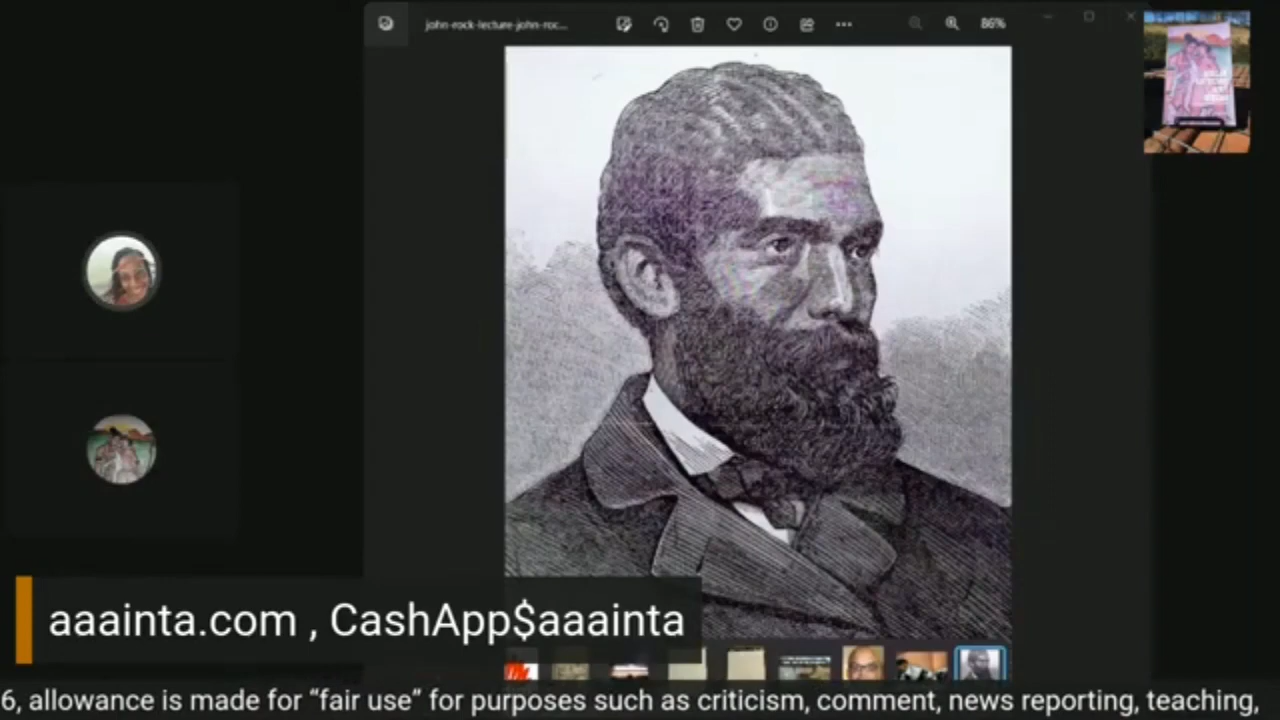 john-rock-lecture-john-roc...
86%
aaainta.com , CashApp$aaainta
6, allowance is made for “fair use” for purposes such as criticism, comment, news reporting, teaching,